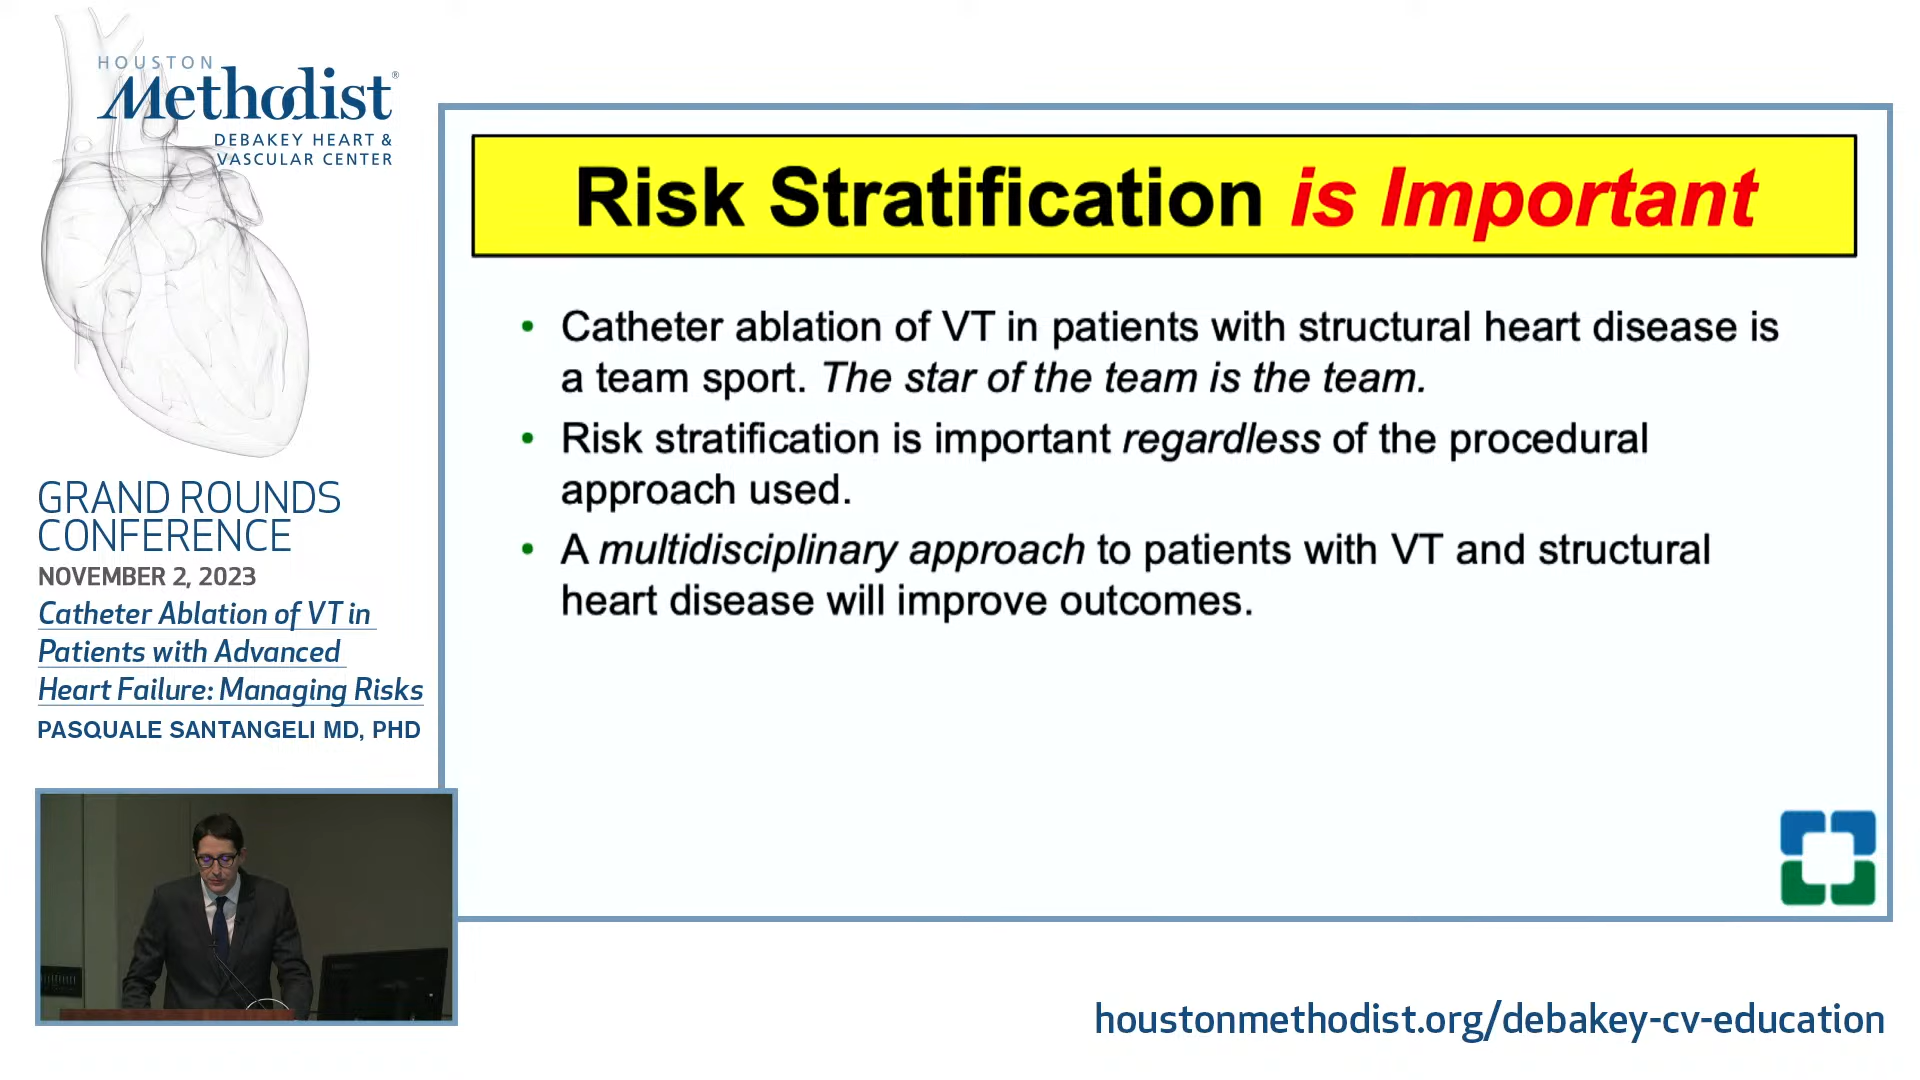 HOUSTON
Methodist®
DEBAKEY HEART &
VASCULAR CENTER
GRAND ROUNDS
CONFERENCE
NOVEMBER 2, 2023
Catheter Ablation of VT in
Patients with Advanced
Heart Failure: Managing Risks
PASQUALE SANTANGELI MD, PHD
Risk Stratification is Important
• Catheter ablation of VT in patients with structural heart disease is
a team sport. The star of the team is the team.
• Risk stratification is important regardless of the procedural
approach used.
• A multidisciplinary approach to patients with VT and structural
heart disease will improve outcomes.
houstonmethodist.org/debakey-cv-education